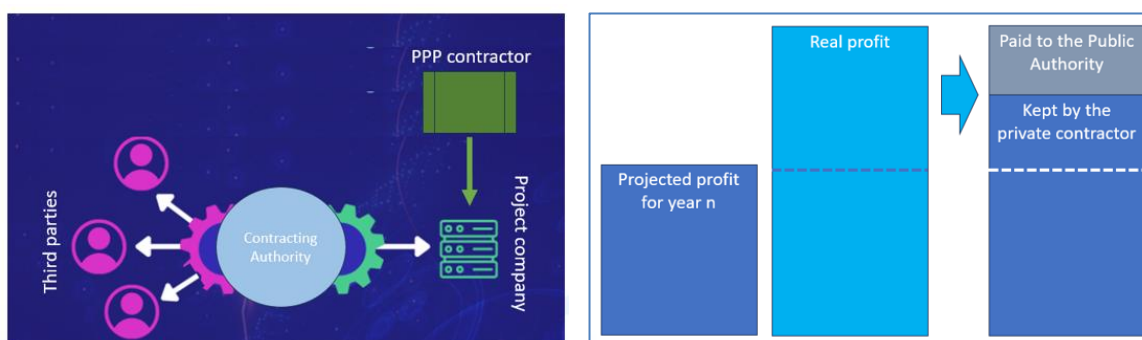 PPP contractor
Third parties
Contracting
Authority
Project company
Projected profit
for year n
Real profit
Paid to the Public
Authority
Kept by the
private contractor